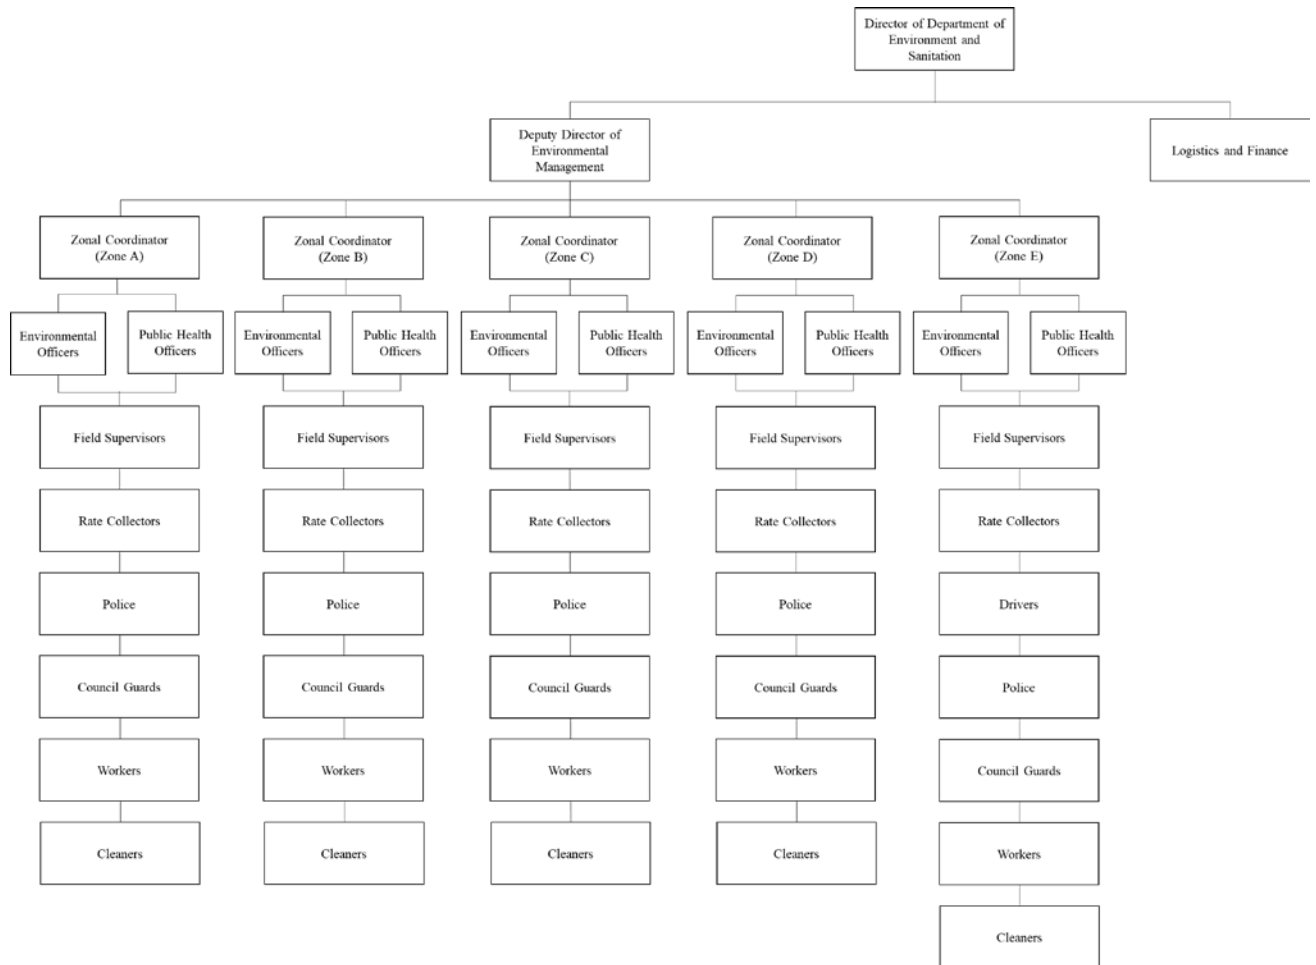 Director of Department of
Environment and
Sanitation
Deputy Director of
Environmental
Management
Logistics and Finance
Zonal Coordinator
(Zone A)
Zonal Coordinator
(Zone B)
Zonal Coordinator
(Zone C)
Zonal Coordinator
(Zone D)
Zonal Coordinator
(Zone E)
Environmental
Officers
Public Health
Officers
Environmental
Officers
Public Health
Officers
Environmental
Officers
Public Health
Officers
Environmental
Officers
Public Health
Officers
Environmental
Officers
Public Health
Officers
Field Supervisors
Field Supervisors
Field Supervisors
Field Supervisors
Field Supervisors
Rate Collectors
Rate Collectors
Rate Collectors
Rate Collectors
Rate Collectors
Police
Police
Police
Police
Drivers
Council Guards
Council Guards
Council Guards
Council Guards
Police
Workers
Workers
Workers
Workers
Council Guards
Cleaners
Cleaners
Cleaners
Cleaners
Workers
Cleaners